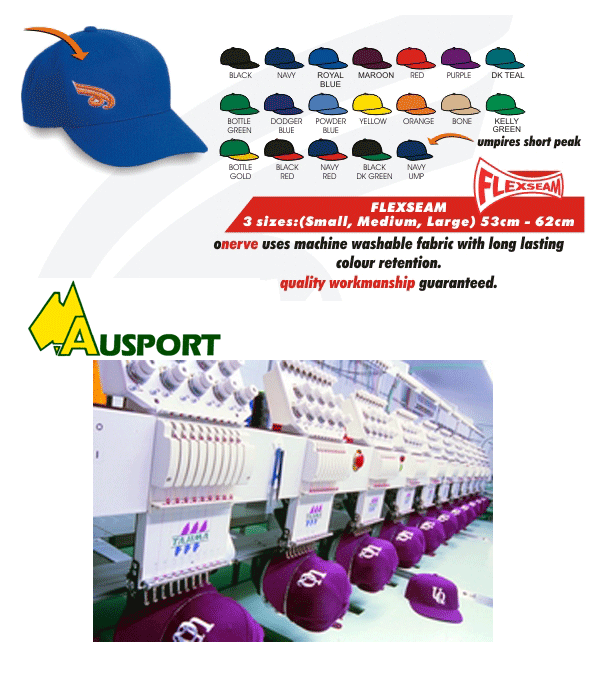 BLACK NAVY ROYAL BLUE MAROON RED PURPLE DK TEAL
BOTTLE GREEN DODGER BLUE POWDER BLUE YELLOW ORANGE BONE KELLY GREEN
umpires short peak
BOTTLE GOLD BLACK RED NAVY RED BLACK DK GREEN NAVY UMP
FLEXSEAM
FLEXSEAM
3 sizes:(Small, Medium, Large) 53cm - 62cm
onerve uses machine washable fabric with long lasting
colour retention.
quality workmanship guaranteed.
AUSPORT
TAJIMA
TAJIMA
UQ